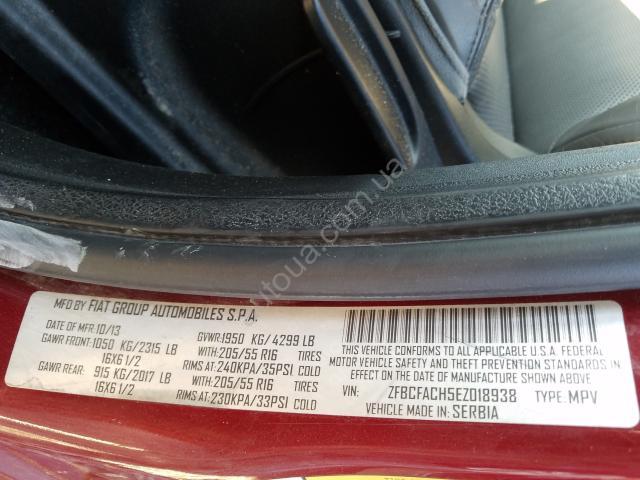 MFD BY FIAT GROUP AUTOMOBILES S.P.A.
DATE OF MFR:10/13 GVWR:1950 KG/4299 LB
GAWR FRONT:1050 KG/2315 LB WITH:205/55 R16 TIRES
16X6 1/2 RIMS AT:240KPA/35PSI COLD
GAWR REAR: 915 KG/2017 LB WITH:205/55 R16 TIRES
16X6 1/2 RIMS AT:230KPA/33PSI COLD
THIS VEHICLE CONFORMS TO ALL APPLICABLE U.S.A. FEDERAL
MOTOR VEHICLE SAFETY, BUMPER AND THEFT PREVENTION STANDARDS
IN EFFECT ON THE DATE OF MANUFACTURE SHOWN ABOVE.
VIN: ZFBCFACH5EZ018938 TYPE: MPV
VEHICLE MADE IN: SERBIA
autoua.com.ua